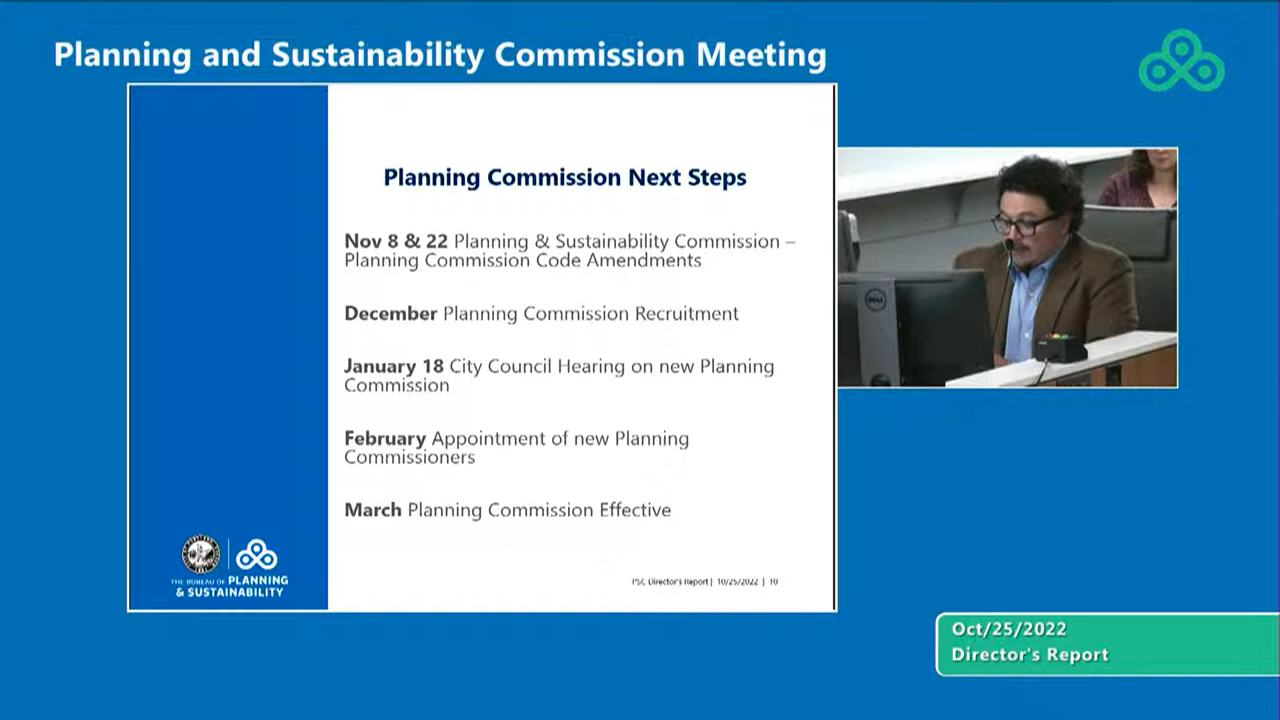 Planning and Sustainability Commission Meeting
Planning Commission Next Steps
Nov 8 & 22 Planning & Sustainability Commission –
Planning Commission Code Amendments
December Planning Commission Recruitment
January 18 City Council Hearing on new Planning
Commission
February Appointment of new Planning
Commissioners
March Planning Commission Effective
THE BUREAU OF PLANNING
& SUSTAINABILITY
PSC Director's Report | 10/25/2022 | 10
DELL
Oct/25/2022
Director's Report